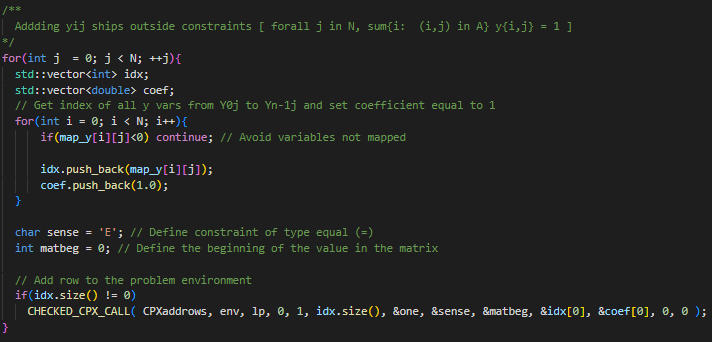 /**
  Addding yij ships outside constraints [ forall j in N, sum{i:  (i,j) in A} y{i,j} = 1 ]
*/
for(int j  = 0; j < N; ++j){
  std::vector<int> idx;
  std::vector<double> coef;
  // Get index of all y vars from Y0j to Yn-1j and set coefficient equal to 1
  for(int i = 0; i < N; i++){
      if(map_y[i][j]<0) continue; // Avoid variables not mapped
      idx.push_back(map_y[i][j]);
      coef.push_back(1.0);
  }
  char sense = 'E'; // Define constraint of type equal (=)
  int matbeg = 0; // Define the beginning of the value in the matrix
  // Add row to the problem environment
  if(idx.size() != 0)
    CHECKED_CPX_CALL( CPXaddrows, env, lp, 0, 1, idx.size(), &one, &sense, &matbeg, &idx[0], &coef[0], 0, 0 );
}